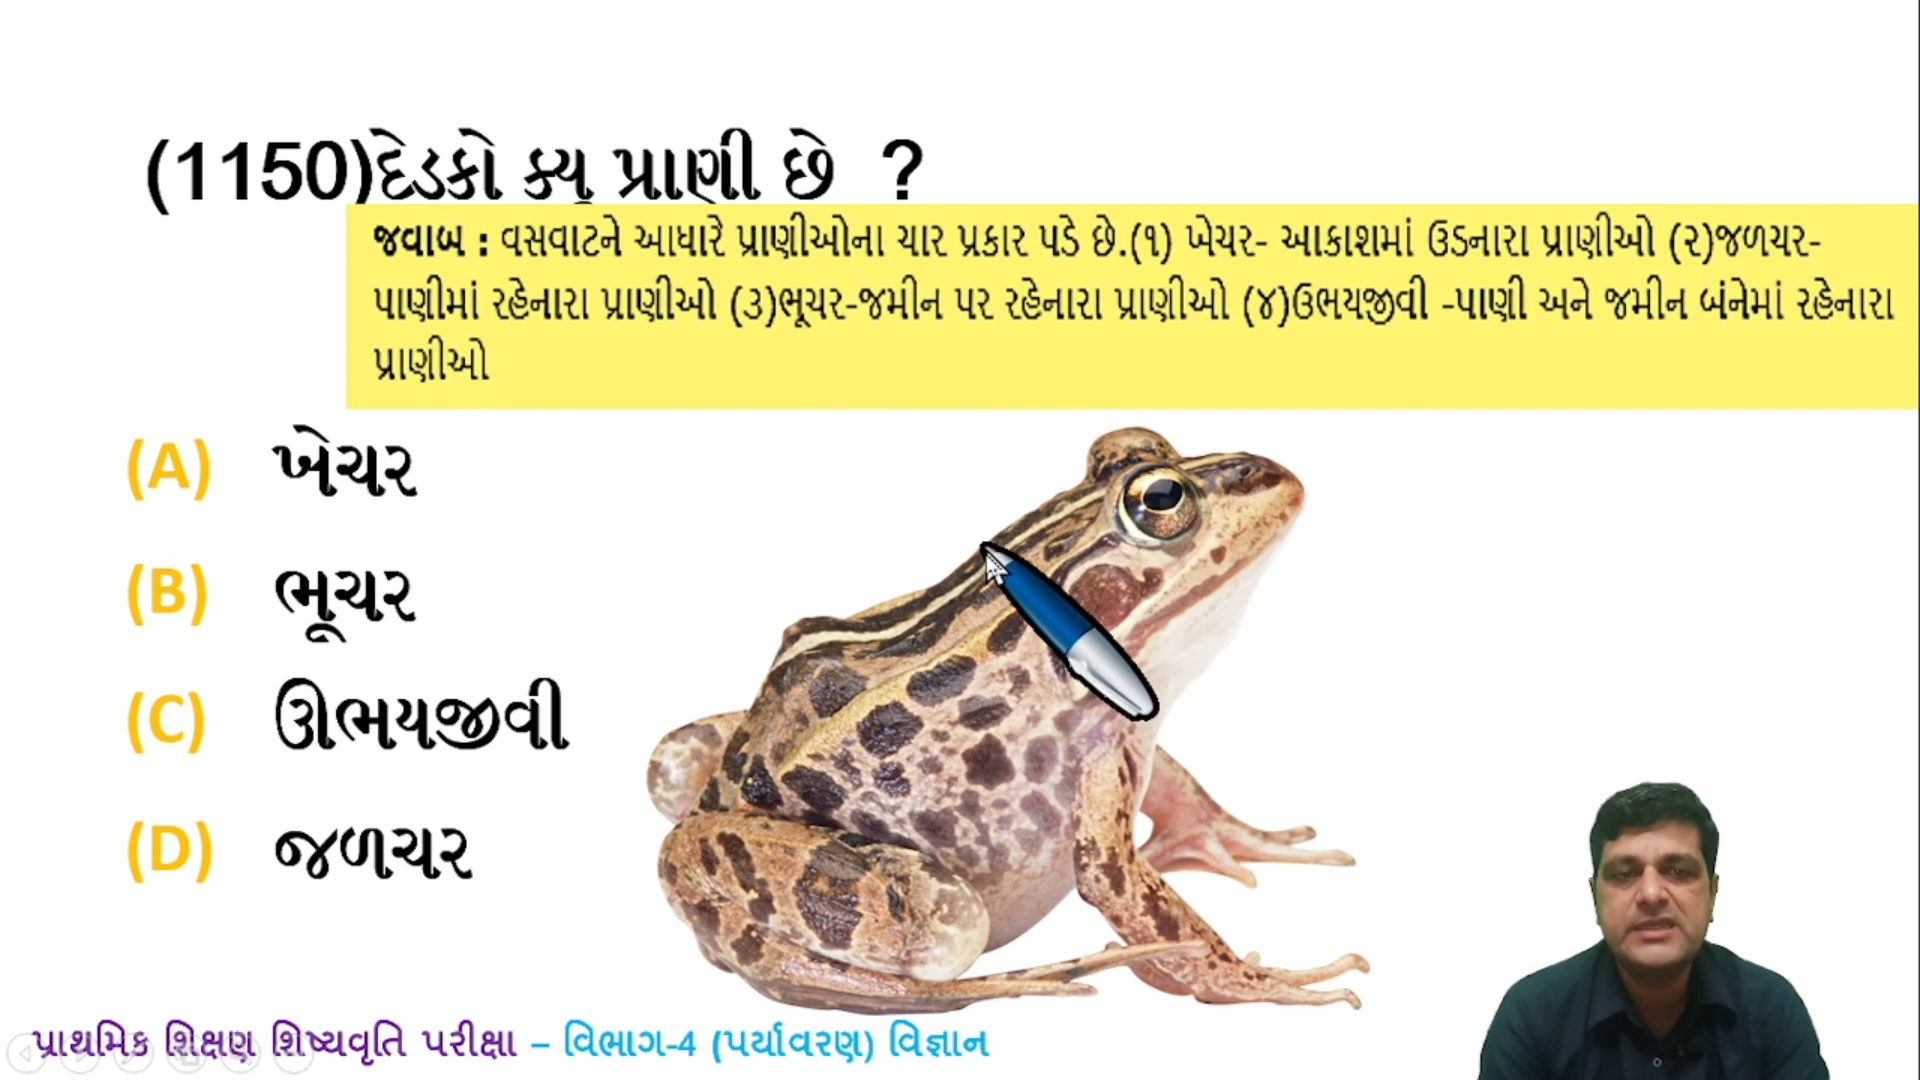 (1150)દેડકો ક્યુ પ્રાણી છે ?
જવાબ : વસવાટને આધારે પ્રાણીઓના ચાર પ્રકાર પડે છે.(૧) ખેચર- આકાશમાં ઉડનારા પ્રાણીઓ (૨)જળચર-
પાણીમાં રહેનારા પ્રાણીઓ (૩)ભૂચર-જમીન પર રહેનારા પ્રાણીઓ (૪)ઉભયજીવી -પાણી અને જમીન બંનેમાં રહેનારા
પ્રાણીઓ
(A) ખેચર
(B) ભૂચર
(C) ઊભયજીવી
(D) જળચર
પ્રાથમિક શિક્ષણ શિષ્યવૃતિ પરીક્ષા – વિભાગ-4 (પર્યાવરણ) વિજ્ઞાન